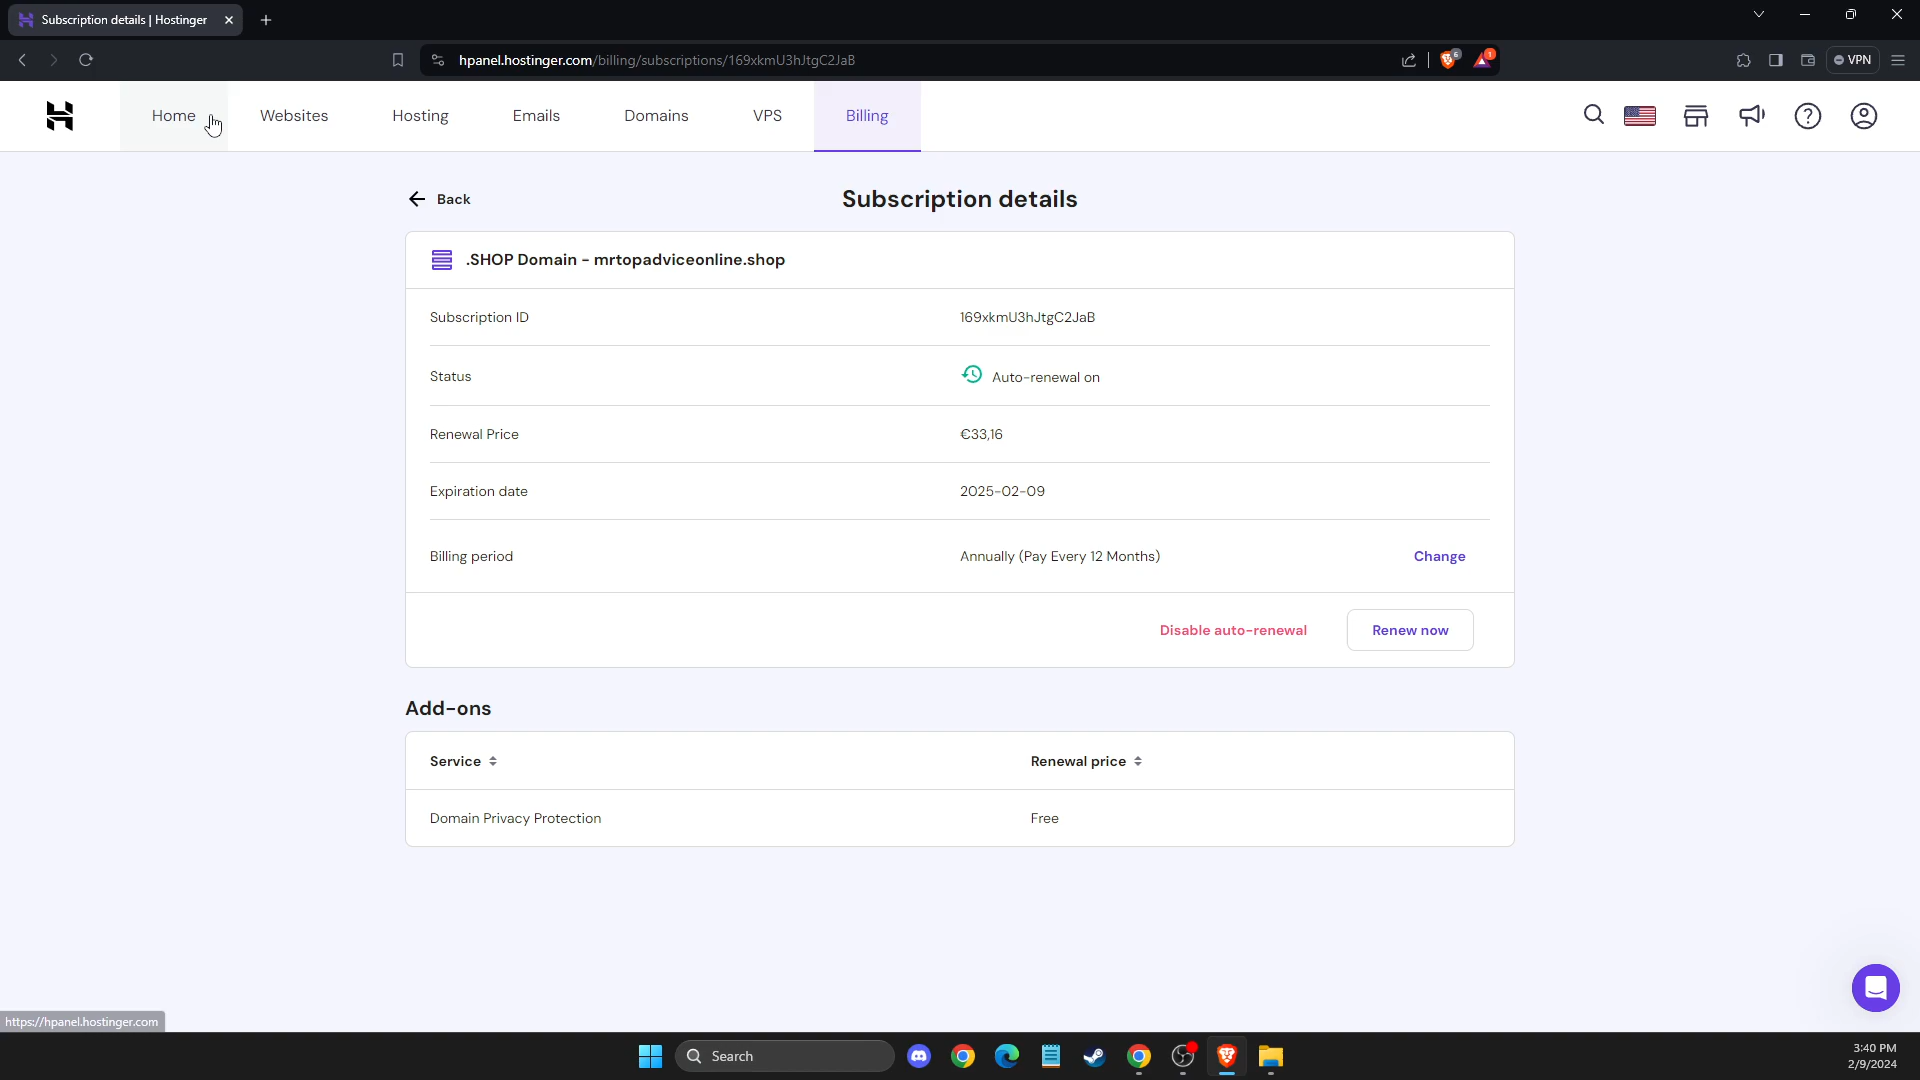 Subscription details | Hostinger
hpanel.hostinger.com/billing/subscriptions/169xkmU3hJtgC2JaB
6
1
VPN
Home
Websites
Hosting
Emails
Domains
VPS
Billing
Back
Subscription details
.SHOP Domain - mrtopadviceonline.shop
Subscription ID
169xkmU3hJtgC2JaB
Status
Auto-renewal on
Renewal Price
€33,16
Expiration date
2025-02-09
Billing period
Annually (Pay Every 12 Months)
Change
Disable auto-renewal
Renew now
Add-ons
Service
Renewal price
Domain Privacy Protection
Free
https://hpanel.hostinger.com
Search
3:40 PM
2/9/2024